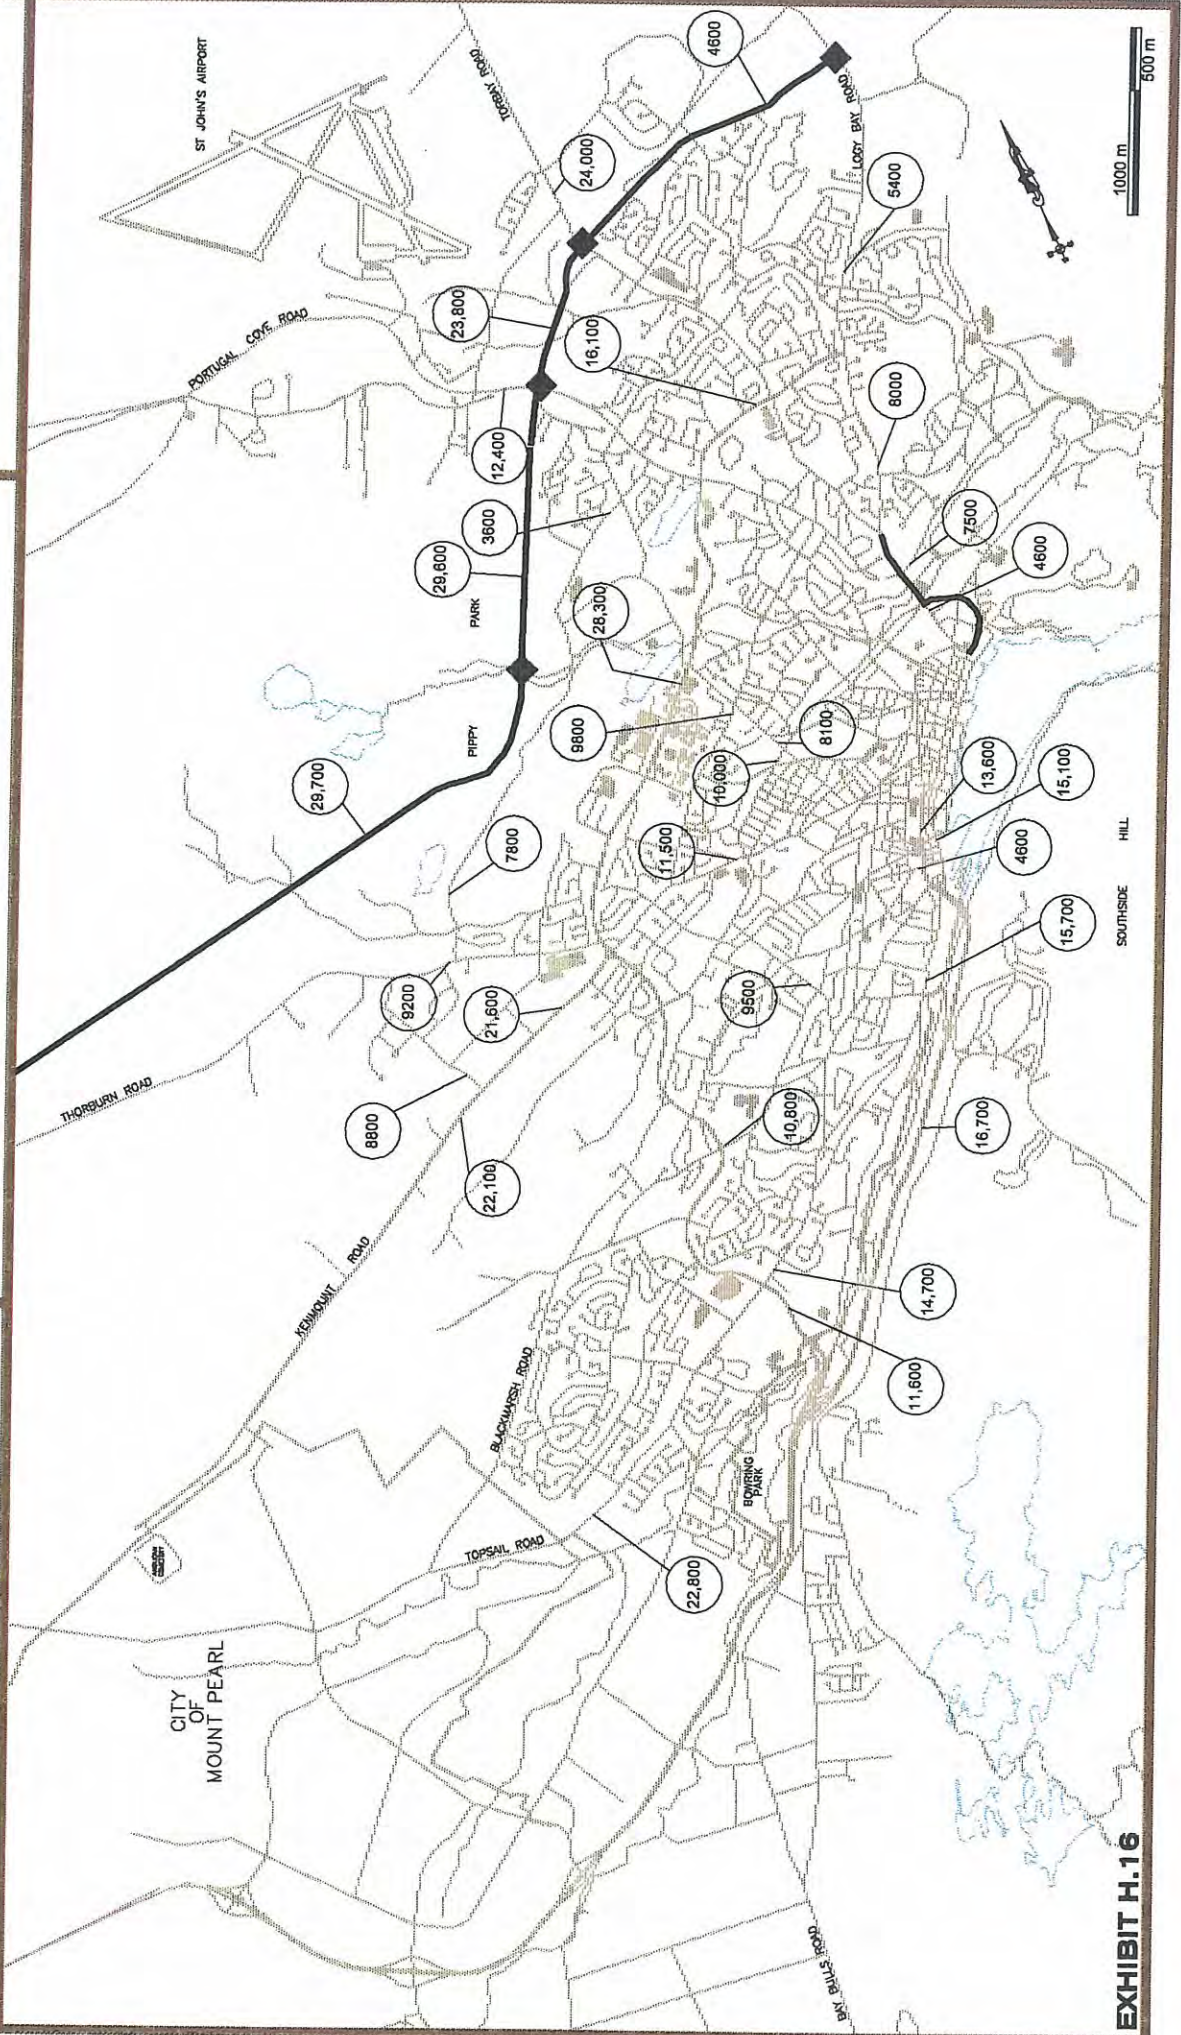 ST JOHN'S AIRPORT
TORBAY ROAD
4600
24,000
LOGY BAY ROAD
5400
500 m
1000 m
PORTUGAL COVE ROAD
23,800
16,100
12,400
8000
3600
29,600
PARK
7500
4600
28,300
PIPPY
9800
8100
10,000
29,700
13,600
15,100
7800
11,500
4600
HILL
SOUTHSIDE
15,700
9200
21,600
9500
THORBURN ROAD
8800
10,800
16,700
22,100
KENMOUNT ROAD
14,700
11,600
BLACKMARSH ROAD
BOWRING
PARK
TOPSAIL ROAD
22,800
CITY
OF
MOUNT PEARL
BAY BULLS ROAD
EXHIBIT H.16